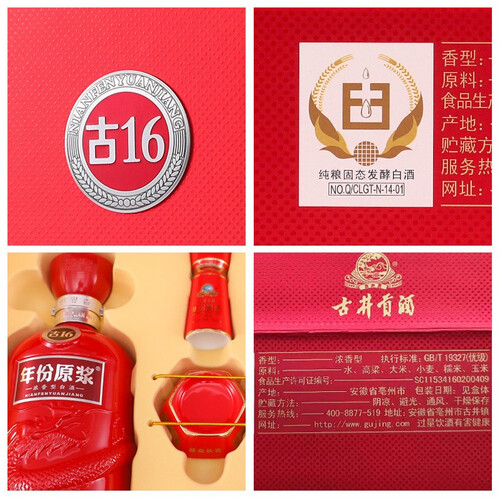 NIANFENYUANJIANG
古16
纯粮固态发酵白酒
NO.Q/CLGT-N-14-01
香型:
原料:
食品生产
产地:
贮藏方
服务热
网址:
古16
年份原浆
NIANFENYUANJIANG
古井贡酒
香型: 浓香型 执行标准: GB/T 19327(优级)
原料: 水、高粱、大米、小麦、糯米、玉米
食品生产许可证编号: SC11534160200409
产地: 安徽省亳州市 包装日期: 见盒体
贮藏方法: 阴凉、避光、通风、干燥保存
服务热线: 400-8877-519 地址: 安徽省亳州市古井镇
网址: http://www.gujing.com 过量饮酒有害健康